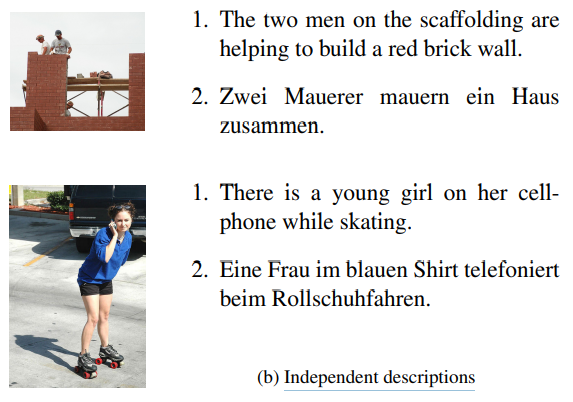 1. The two men on the scaffolding are
helping to build a red brick wall.
2. Zwei Mauerer mauern ein Haus
zusammen.
1. There is a young girl on her cell-
phone while skating.
2. Eine Frau im blauen Shirt telefoniert
beim Rollschuhfahren.
(b) Independent descriptions